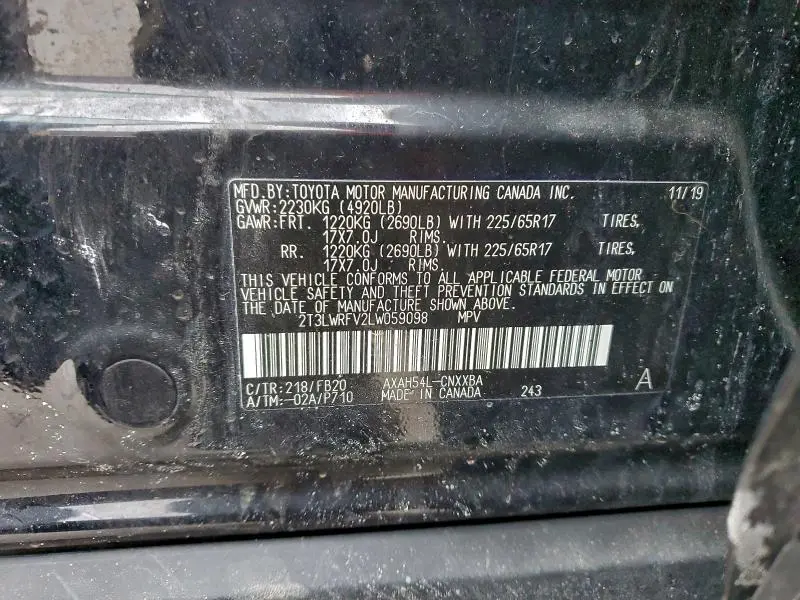 MFD.BY:TOYOTA MOTOR MANUFACTURING CANADA INC. 11/19
GVWR:2230KG (4920LB)
GAWR:FRT. 1220KG (2690LB) WITH 225/65R17 TIRES,
17X7.0J RIMS.
RR. 1220KG (2690LB) WITH 225/65R17 TIRES,
17X7.0J RIMS.
THIS VEHICLE CONFORMS TO ALL APPLICABLE FEDERAL MOTOR
VEHICLE SAFETY AND THEFT PREVENTION STANDARDS IN EFFECT ON
THE DATE OF MANUFACTURE SHOWN ABOVE.
2T3LWRFV2LW059098 MPV
C/TR:218/FB20 AXAH54L-CNXXBA
A/TM:-02A/P710 MADE IN CANADA 243 A